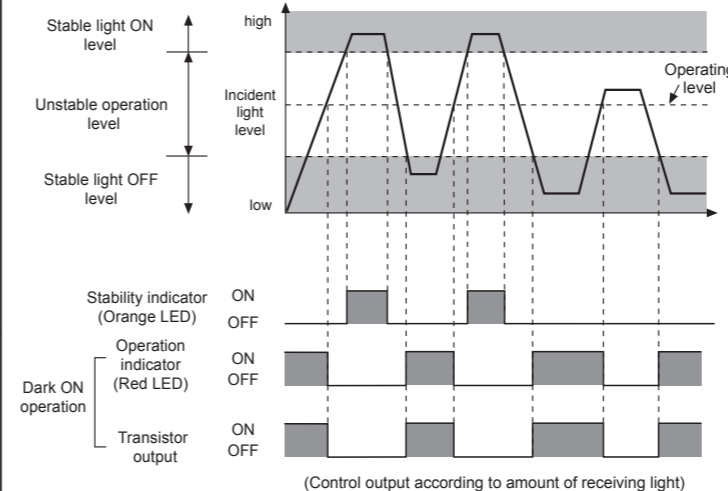 Stable light ON
level
Unstable operation
level
Stable light OFF
level
high
Incident
light
level
low
Operating
level
Stability indicator
(Orange LED)
ON
OFF
Dark ON
operation
Operation
indicator
(Red LED)
ON
OFF
Transistor
output
ON
OFF
(Control output according to amount of receiving light)